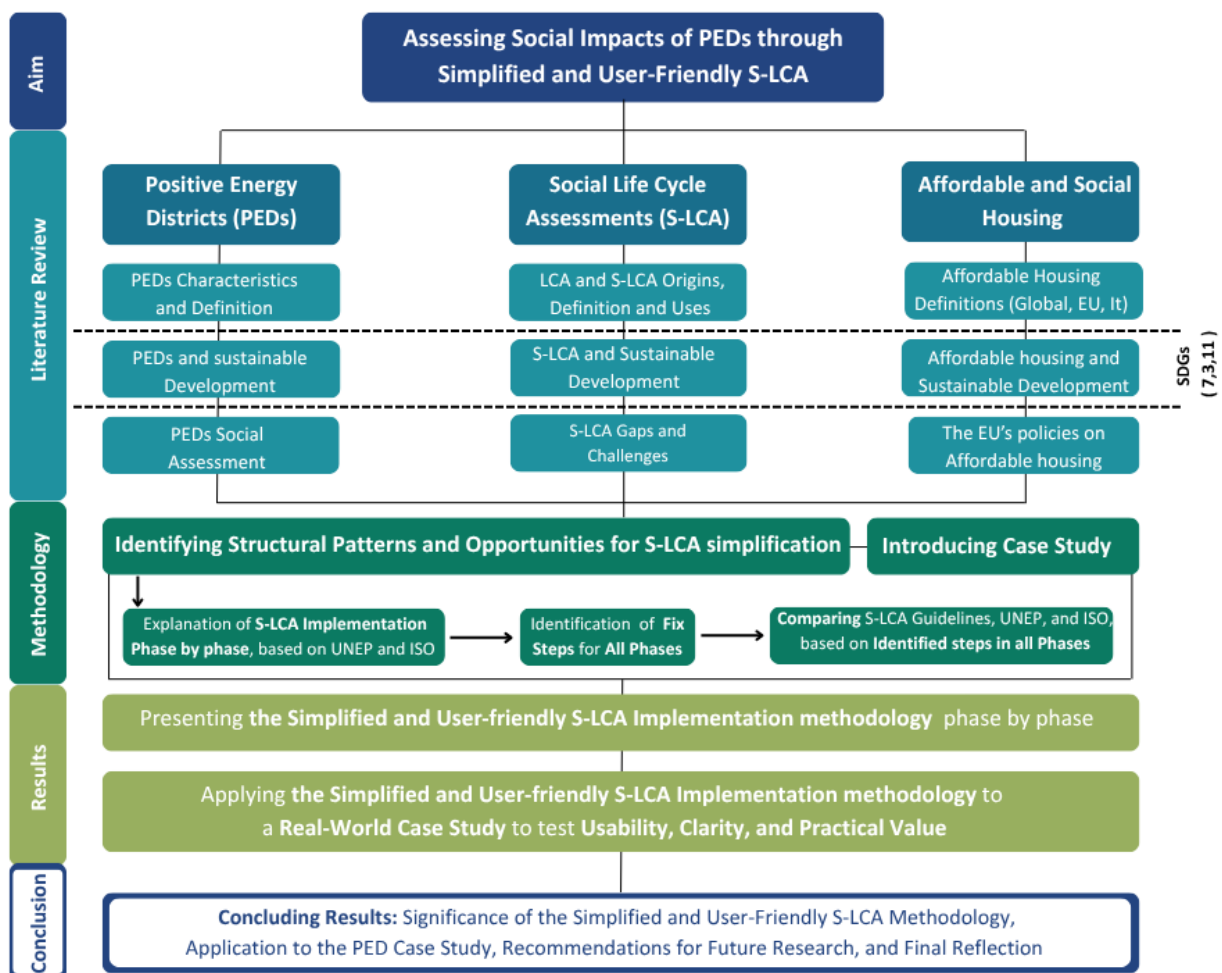 Aim
Assessing Social Impacts of PEDs through
Simplified and User-Friendly S-LCA
Literature Review
Positive Energy
Districts (PEDs)
Social Life Cycle
Assessments (S-LCA)
Affordable and Social
Housing
PEDs Characteristics
and Definition
LCA and S-LCA Origins,
Definition and Uses
Affordable Housing
Definitions (Global, EU, It)
PEDs and sustainable
Development
S-LCA and Sustainable
Development
Affordable housing and
Sustainable Development
SDGs
( 7,3,11 )
PEDs Social
Assessment
S-LCA Gaps and
Challenges
The EU's policies on
Affordable housing
Methodology
Identifying Structural Patterns and Opportunities for S-LCA simplification
Introducing Case Study
Explanation of S-LCA Implementation
Phase by phase, based on UNEP and ISO
Identification of Fix
Steps for All Phases
Comparing S-LCA Guidelines, UNEP, and ISO,
based on Identified steps in all Phases
Results
Presenting the Simplified and User-friendly S-LCA Implementation methodology phase by phase
Applying the Simplified and User-friendly S-LCA Implementation methodology to
a Real-World Case Study to test Usability, Clarity, and Practical Value
Conclusion
Concluding Results: Significance of the Simplified and User-Friendly S-LCA Methodology,
Application to the PED Case Study, Recommendations for Future Research, and Final Reflection